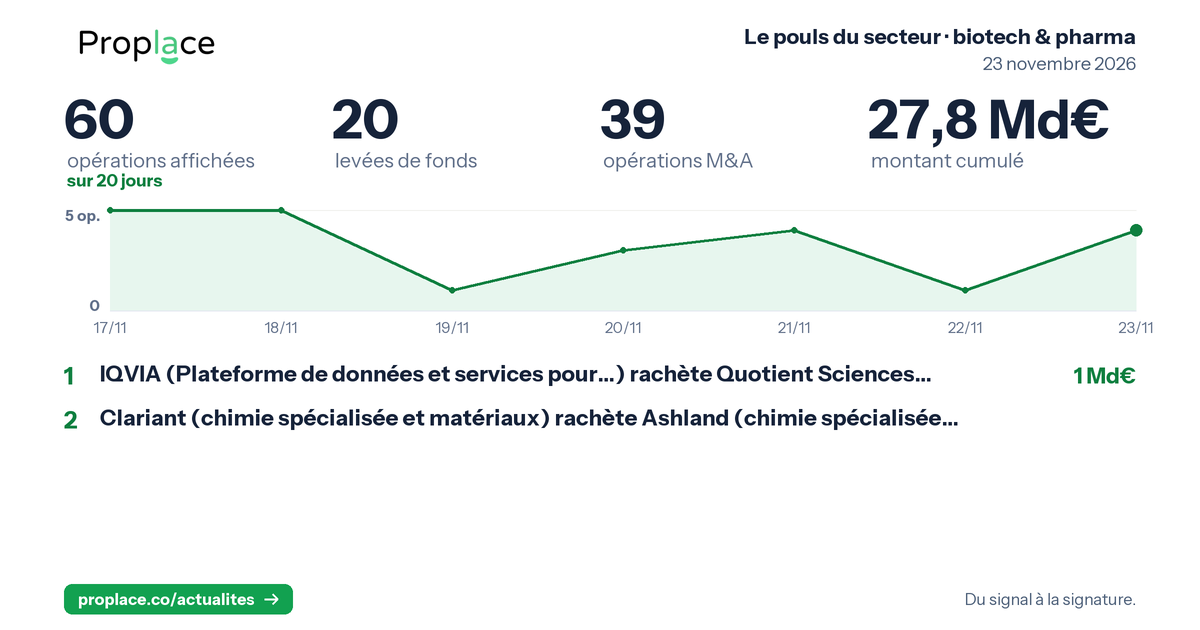 Proplace
Le pouls du secteur · biotech & pharma
23 novembre 2026
60
opérations affichées
sur 20 jours
20
levées de fonds
39
opérations M&A
27,8 Md€
montant cumulé
5 op.
0
17/11
18/11
19/11
20/11
21/11
22/11
23/11
1 IQVIA (Plateforme de données et services pour...) rachète Quotient Sciences... 1 Md€
2 Clariant (chimie spécialisée et matériaux) rachète Ashland (chimie spécialisée...
proplace.co/actualites →
Du signal à la signature.